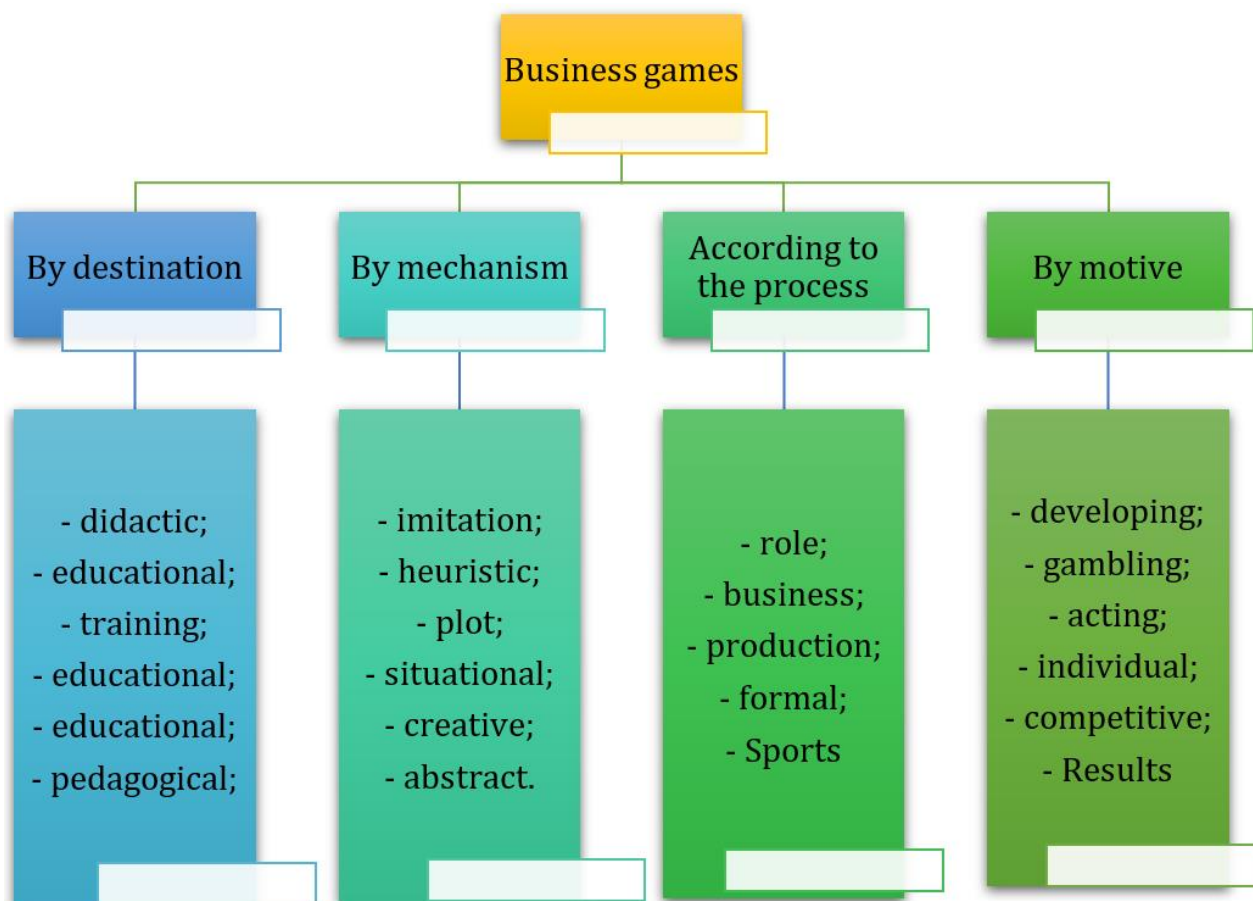 Business games
By destination
By mechanism
According to
the process
By motive
- didactic;
- educational;
- training;
- educational;
- educational;
- pedagogical;
- imitation;
- heuristic;
- plot;
- situational;
- creative;
- abstract.
- role;
- business;
- production;
- formal;
- Sports
- developing;
- gambling;
- acting;
- individual;
- competitive;
- Results